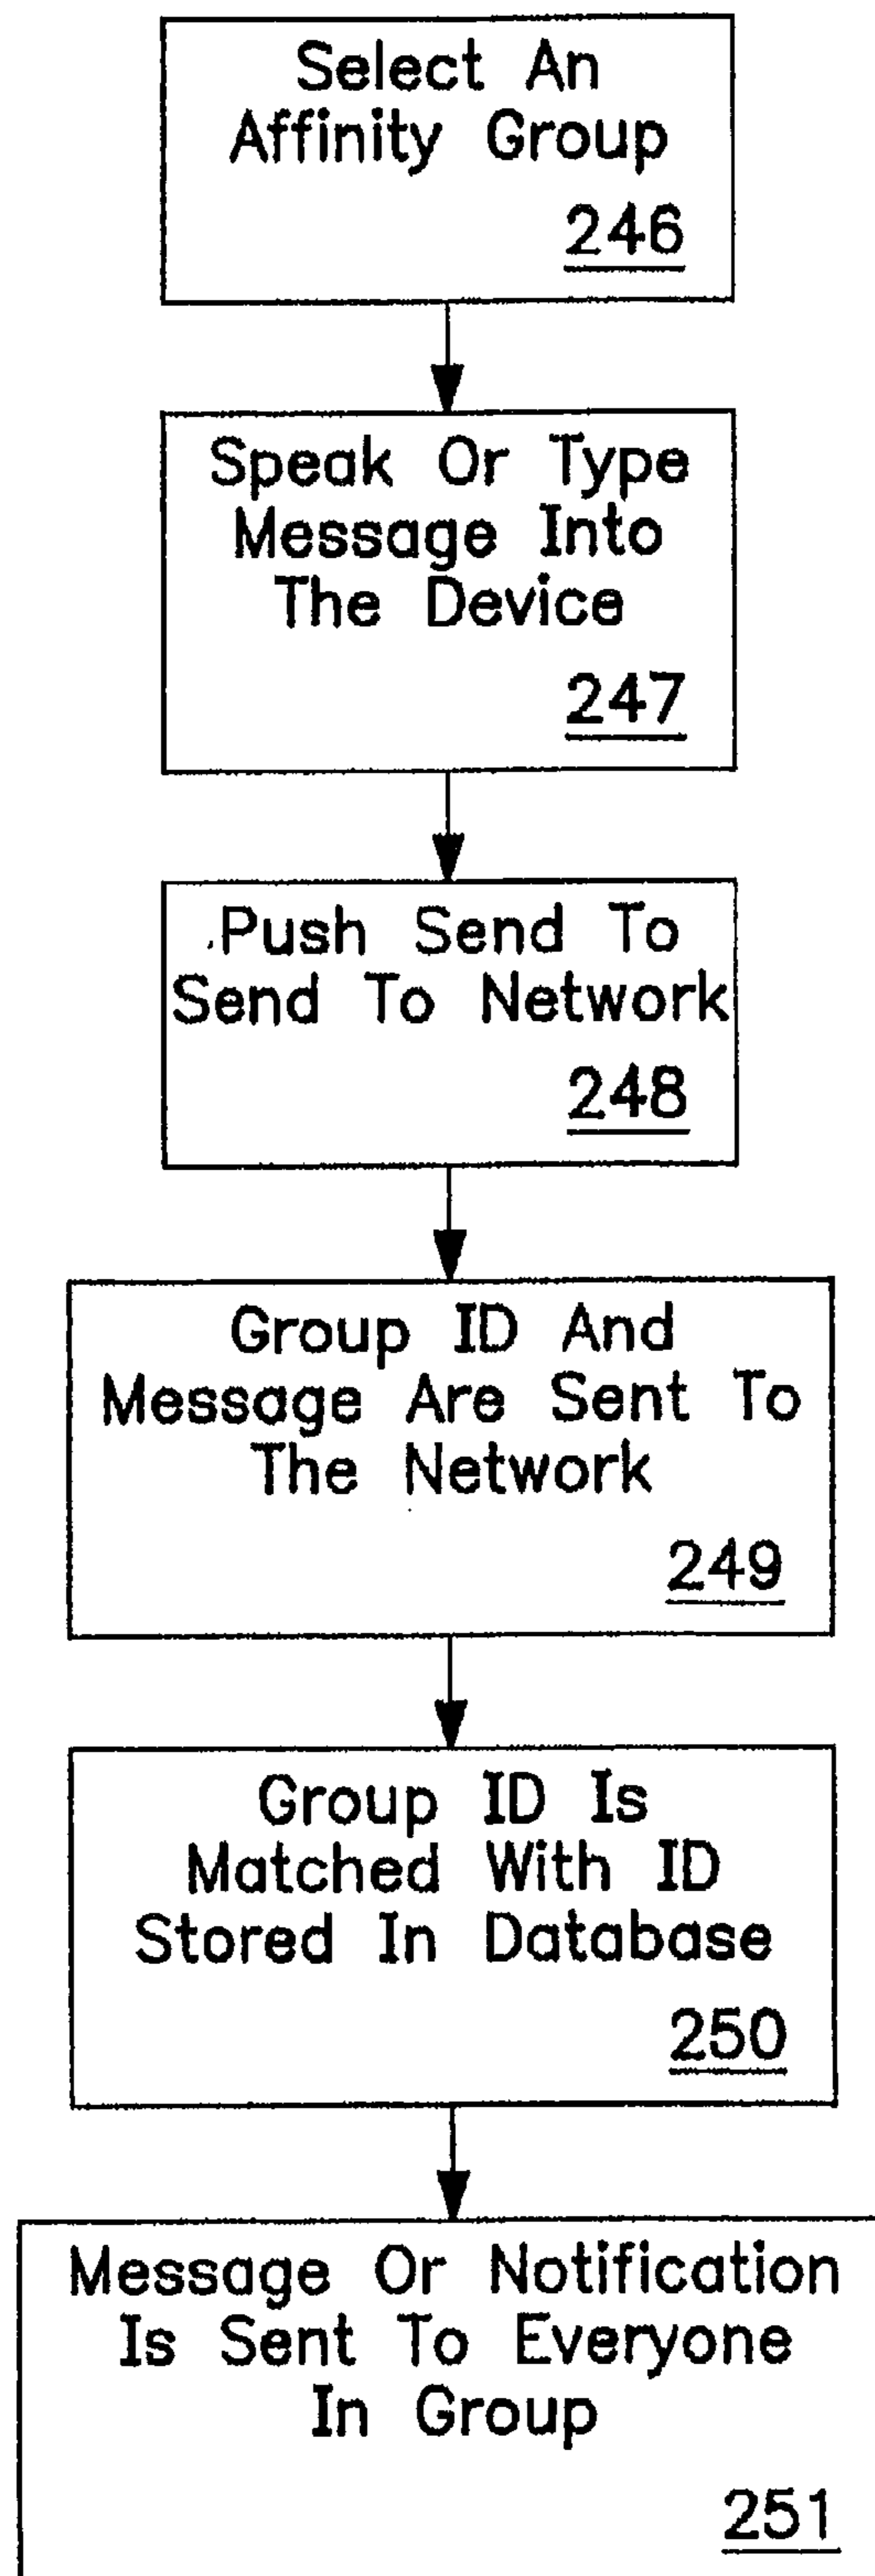 Select An
Affinity Group
246
Speak Or Type
Message Into
The Device
247
Push Send To
Send To Network
248
Group ID And
Message Are Sent To
The Network
249
Group ID Is
Matched With ID
Stored In Database
250
Message Or Notification
Is Sent To Everyone
In Group
251